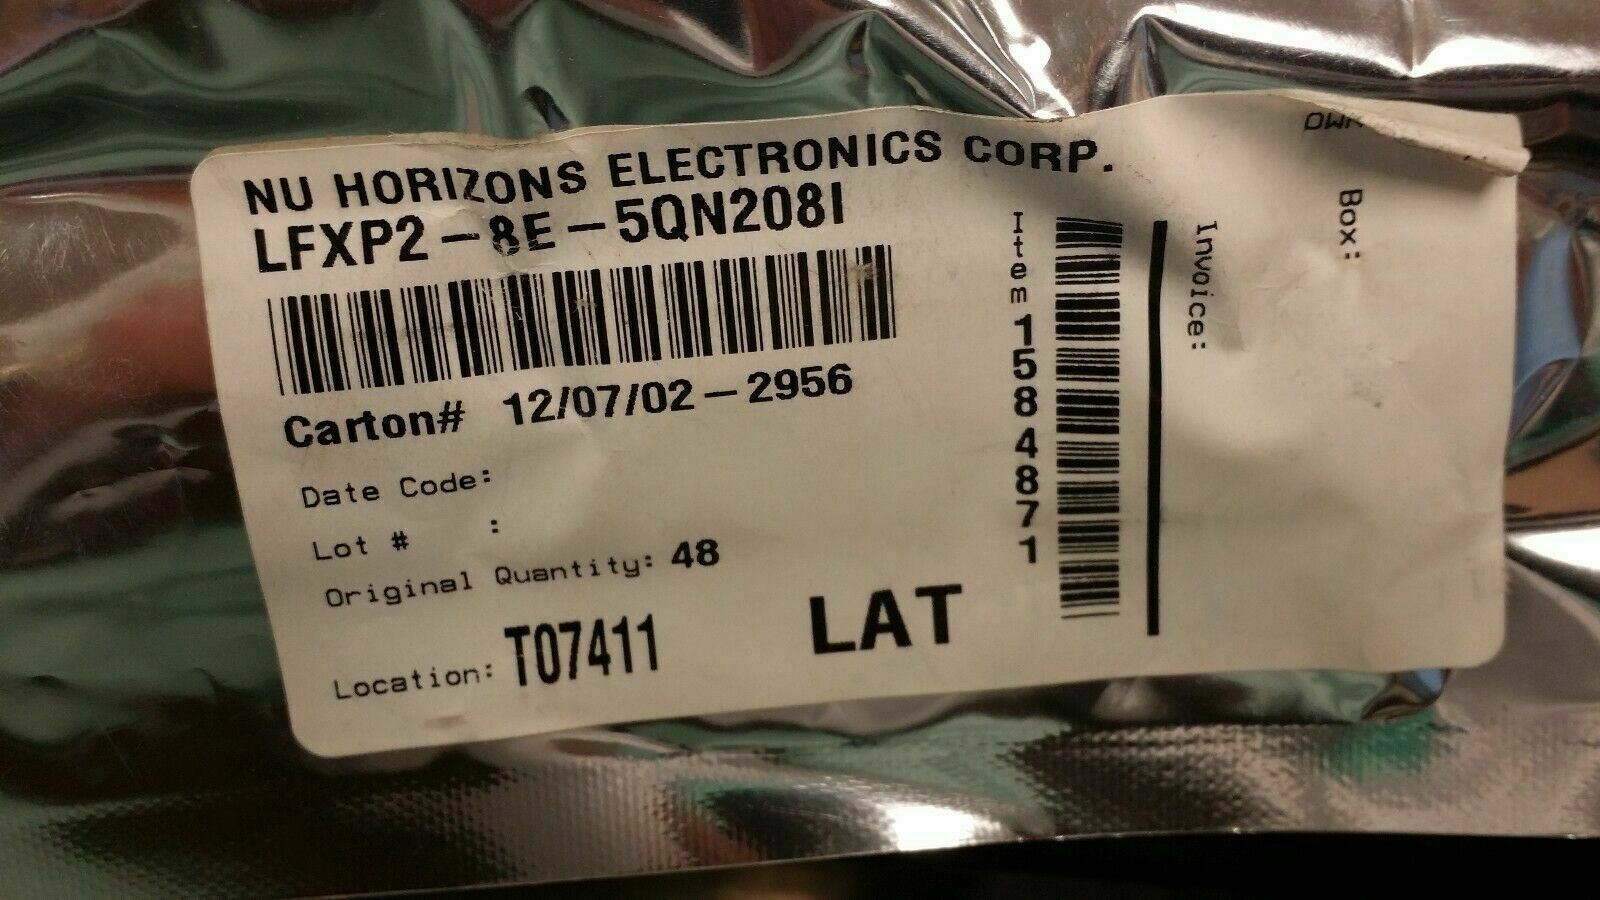 NU HORIZONS ELECTRONICS CORP.
LFXP2-8E-5QN208I
Carton# 12/07/02-2956
Date Code:
Lot # :
Original Quantity: 48
Location: T07411
LAT
Item 1584871
Invoice:
Box: